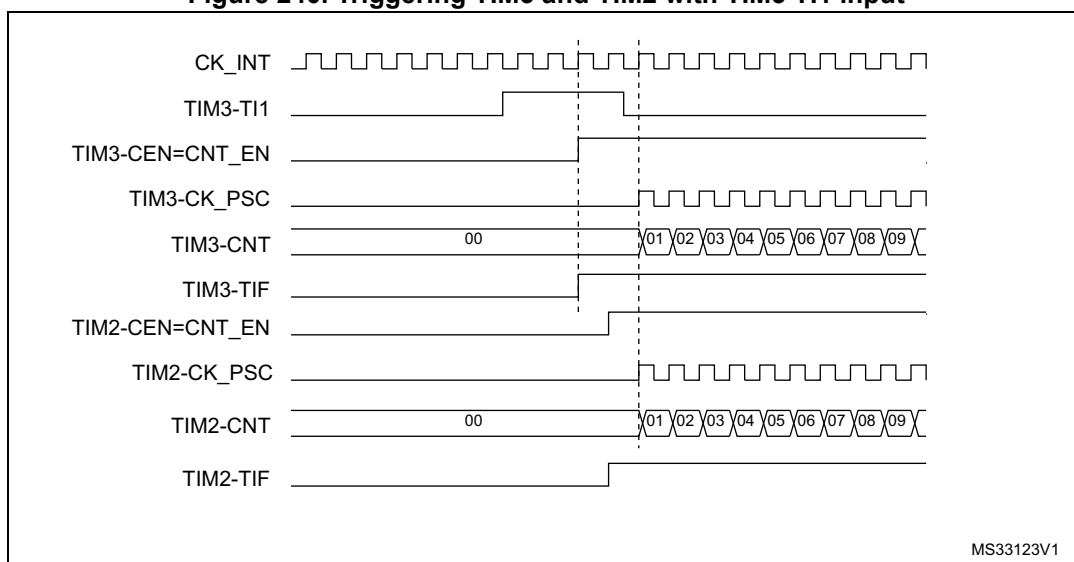 CK_INT
TIM3-TI1
TIM3-CEN=CNT_EN
TIM3-CK_PSC
TIM3-CNT 00 01 02 03 04 05 06 07 08 09
TIM3-TIF
TIM2-CEN=CNT_EN
TIM2-CK_PSC
TIM2-CNT 00 01 02 03 04 05 06 07 08 09
TIM2-TIF
MS33123V1